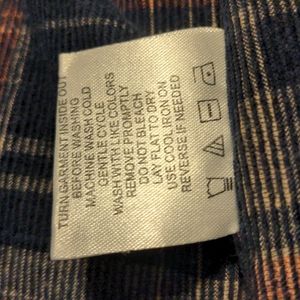 TURN GARMENT INSIDE OUT
BEFORE WASHING
MACHINE WASH COLD
GENTLE CYCLE
WASH WITH LIKE COLORS
REMOVE PROMPTLY
DO NOT BLEACH
LAY FLAT TO DRY
USE COOL IRON ON
REVERSE IF NEEDED